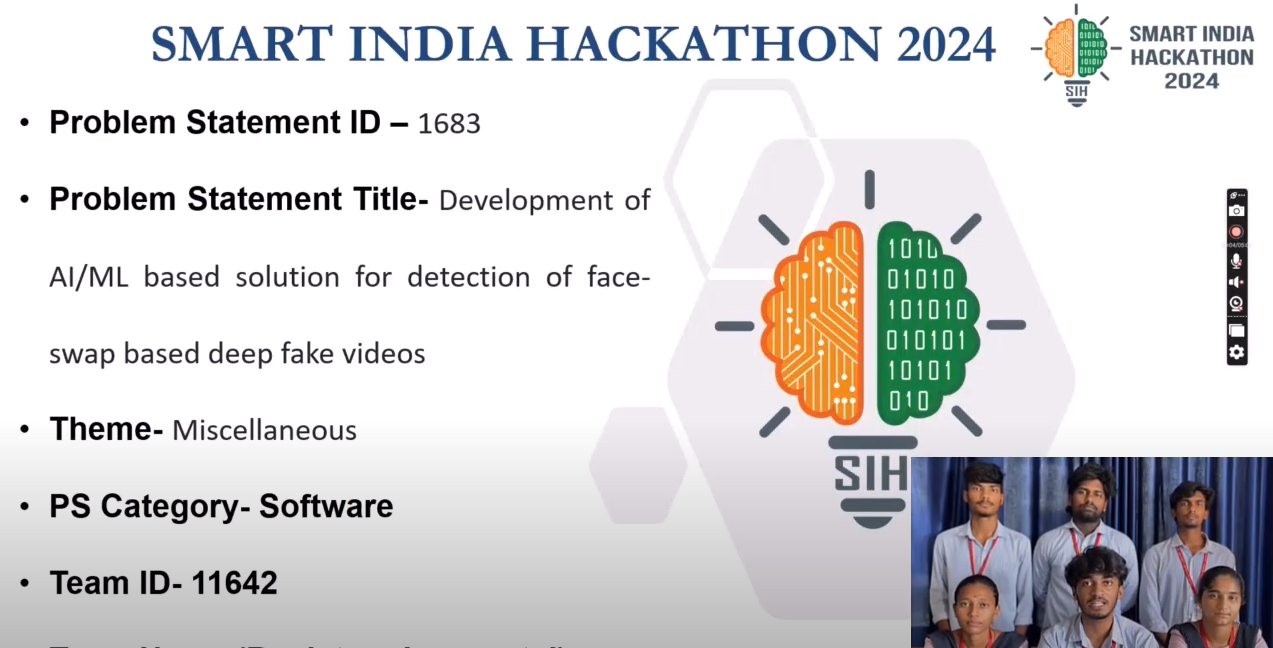 SMART INDIA HACKATHON 2024
SMART INDIA
HACKATHON
2024
SIH
• Problem Statement ID – 1683
• Problem Statement Title- Development of
AI/ML based solution for detection of face-
swap based deep fake videos
• Theme- Miscellaneous
• PS Category- Software
• Team ID- 11642
1010
01010
101010
010101
10101
010
SIH